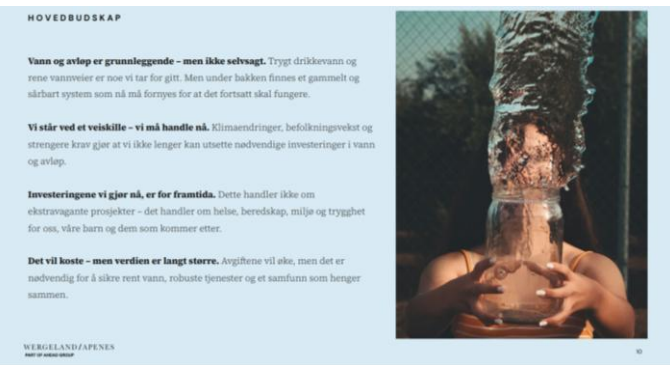 HOVEDBUDSKAP
Vann og avløp er grunnleggende – men ikke selvsagt. Trygt drikkevann og
rene vannveier er noe vi tar for gitt. Men under bakken finnes et gammelt og
sårbart system som nå må fornyes for at det fortsatt skal fungere.
Vi står ved et veiskille – vi må handle nå. Klimaendringer, befolkningsvekst og
strengere krav gjør at vi ikke lenger kan utsette nødvendige investeringer i vann
og avløp.
Investeringene vi gjør nå, er for framtida. Dette handler ikke om
ekstravagante prosjekter – det handler om helse, beredskap, miljø og trygghet
for oss, våre barn og dem som kommer etter.
Det vil koste – men verdien er langt større. Avgiftene vil øke, men det er
nødvendig for å sikre rent vann, robuste tjenester og et samfunn som henger
sammen.
WERGELAND/APENES
PART OF AHEAD GROUP
10